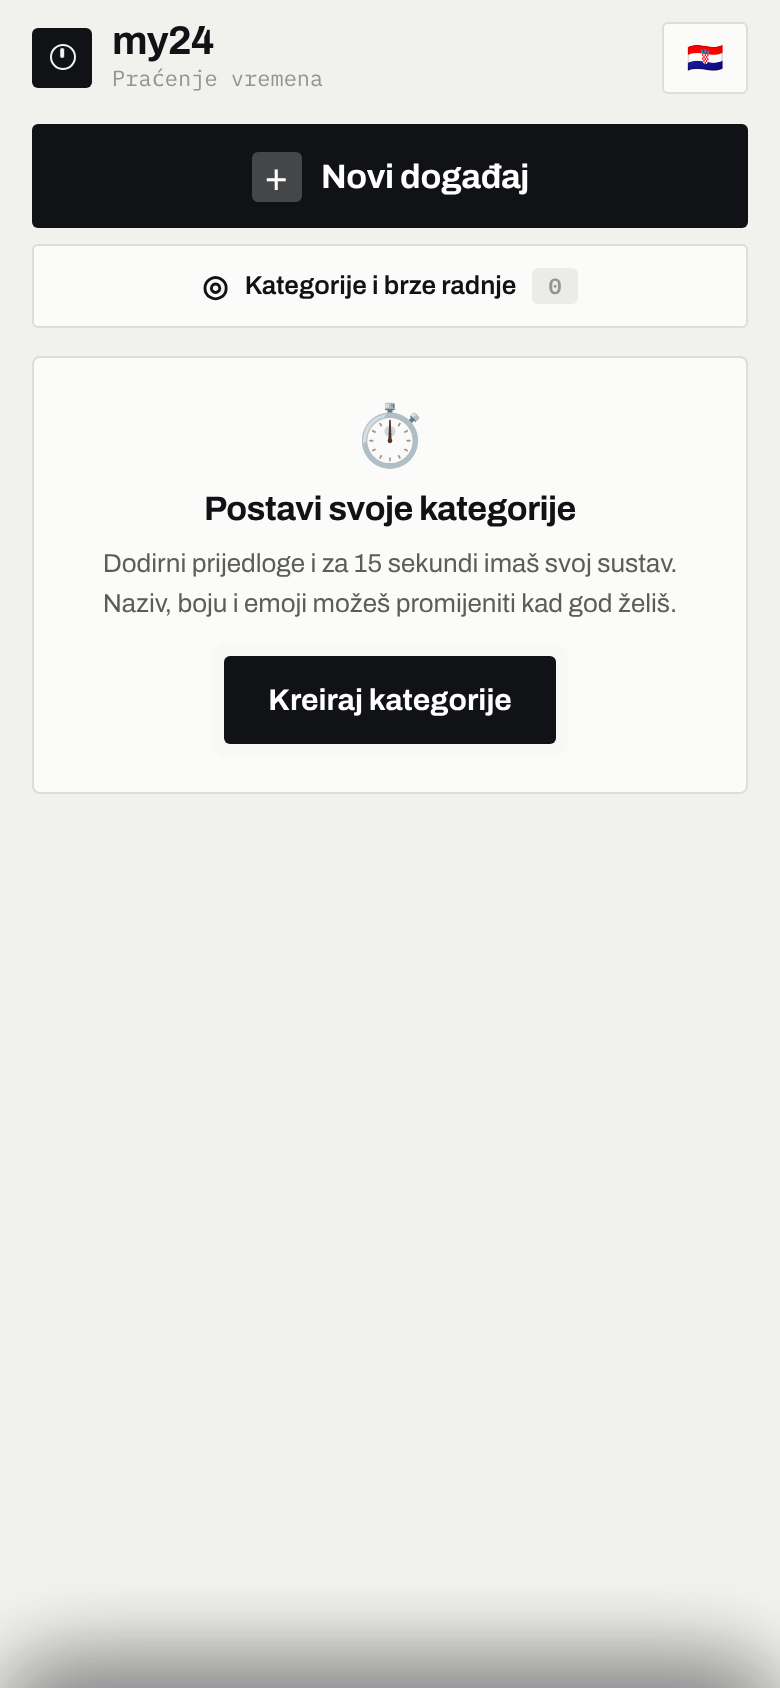 my24
Praćenje vremena
+ Novi događaj
◎ Kategorije i brze radnje 0
Postavi svoje kategorije
Dodirni prijedloge i za 15 sekundi imaš svoj sustav.
Naziv, boju i emoji možeš promijeniti kad god želiš.
Kreiraj kategorije